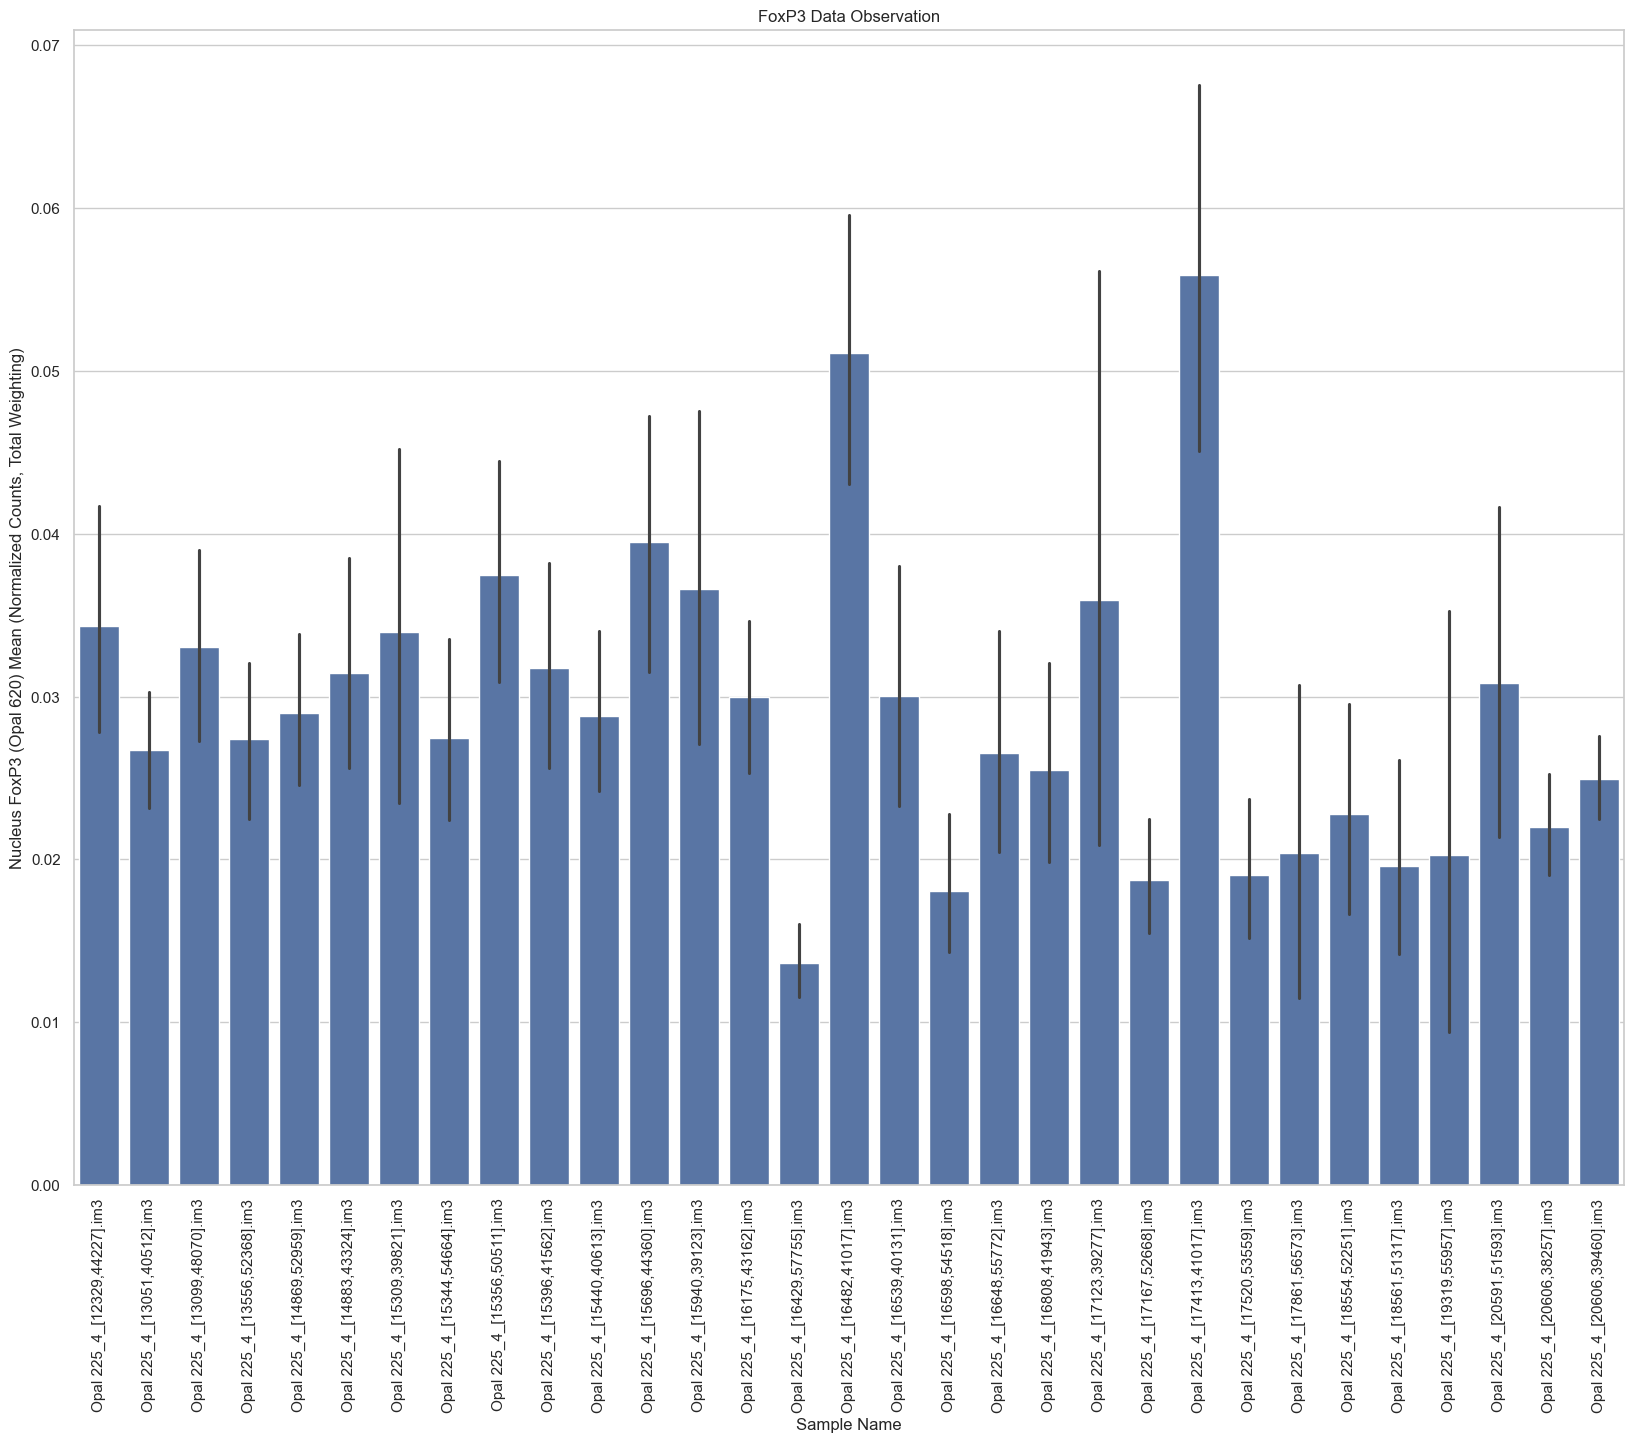 FoxP3 Data Observation
Nucleus FoxP3 (Opal 620) Mean (Normalized Counts, Total Weighting)
0.07
0.06
0.05
0.04
0.03
0.02
0.01
0.00
Opal 225_4_[12329,44227].im3
Opal 225_4_[13051,40512].im3
Opal 225_4_[13099,48070].im3
Opal 225_4_[13556,52368].im3
Opal 225_4_[14869,52959].im3
Opal 225_4_[14883,43324].im3
Opal 225_4_[15309,39821].im3
Opal 225_4_[15344,54664].im3
Opal 225_4_[15356,50511].im3
Opal 225_4_[15396,41562].im3
Opal 225_4_[15440,40613].im3
Opal 225_4_[15696,44360].im3
Opal 225_4_[15940,39123].im3
Opal 225_4_[16175,43162].im3
Opal 225_4_[16429,57755].im3
Opal 225_4_[16482,41017].im3
Opal 225_4_[16539,40131].im3
Opal 225_4_[16598,54518].im3
Opal 225_4_[16648,55772].im3
Opal 225_4_[16808,41943].im3
Opal 225_4_[17123,39277].im3
Opal 225_4_[17167,52668].im3
Opal 225_4_[17413,41017].im3
Opal 225_4_[17520,53559].im3
Opal 225_4_[17861,56573].im3
Opal 225_4_[18554,52251].im3
Opal 225_4_[18561,51317].im3
Opal 225_4_[19319,55957].im3
Opal 225_4_[20591,51593].im3
Opal 225_4_[20606,38257].im3
Opal 225_4_[20606,39460].im3
Sample Name